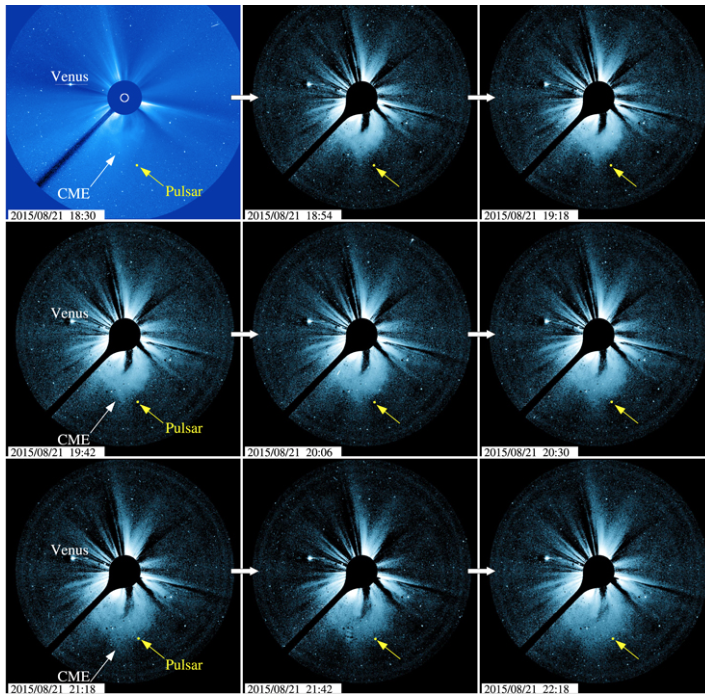 Venus
CME
Pulsar
2015/08/21 18:30
2015/08/21 18:54
2015/08/21 19:18
Venus
CME
Pulsar
2015/08/21 19:42
2015/08/21 20:06
2015/08/21 20:30
Venus
CME
Pulsar
2015/08/21 21:18
2015/08/21 21:42
2015/08/21 22:18